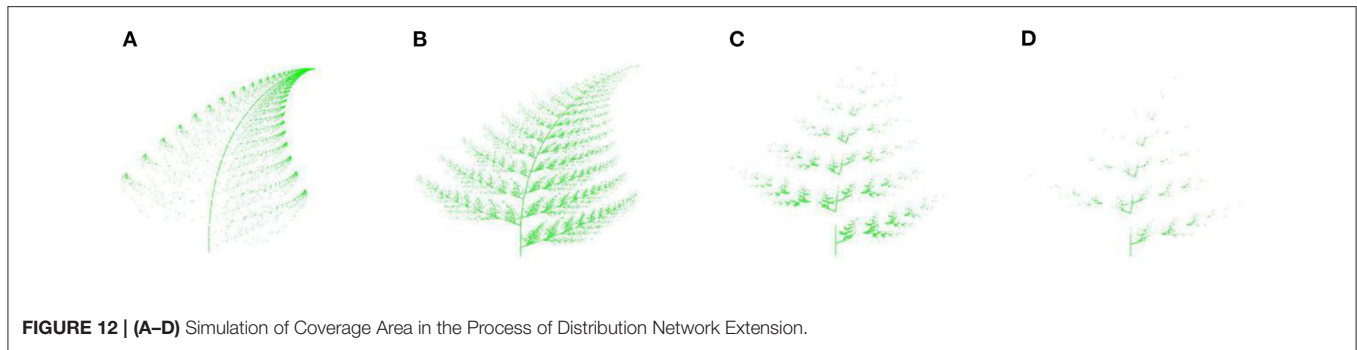 A B C D
FIGURE 12 | (A–D) Simulation of Coverage Area in the Process of Distribution Network Extension.